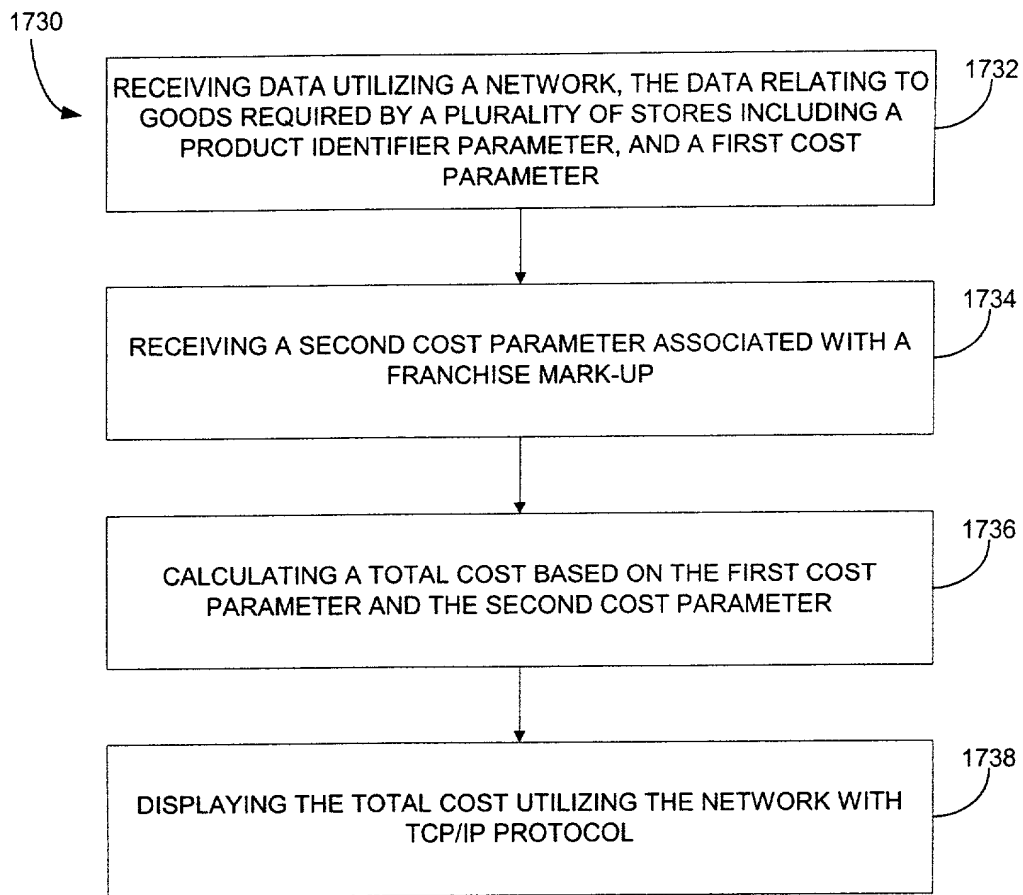 1730
1732
RECEIVING DATA UTILIZING A NETWORK, THE DATA RELATING TO
GOODS REQUIRED BY A PLURALITY OF STORES INCLUDING A
PRODUCT IDENTIFIER PARAMETER, AND A FIRST COST
PARAMETER
1734
RECEIVING A SECOND COST PARAMETER ASSOCIATED WITH A
FRANCHISE MARK-UP
1736
CALCULATING A TOTAL COST BASED ON THE FIRST COST
PARAMETER AND THE SECOND COST PARAMETER
1738
DISPLAYING THE TOTAL COST UTILIZING THE NETWORK WITH
TCP/IP PROTOCOL